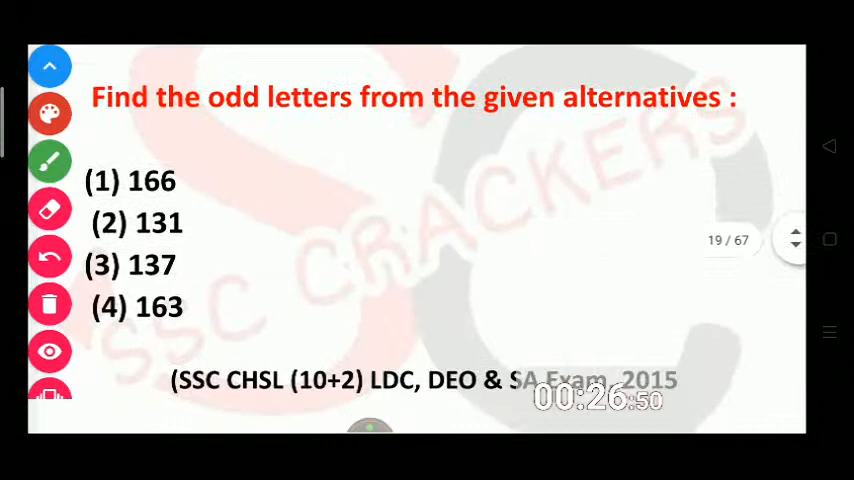 Find the odd letters from the given alternatives :
(1) 166
(2) 131
(3) 137
(4) 163
19 / 67
SSC CRACKERS
(SSC CHSL (10+2) LDC, DEO & SA Exam, 2015
00:26:50